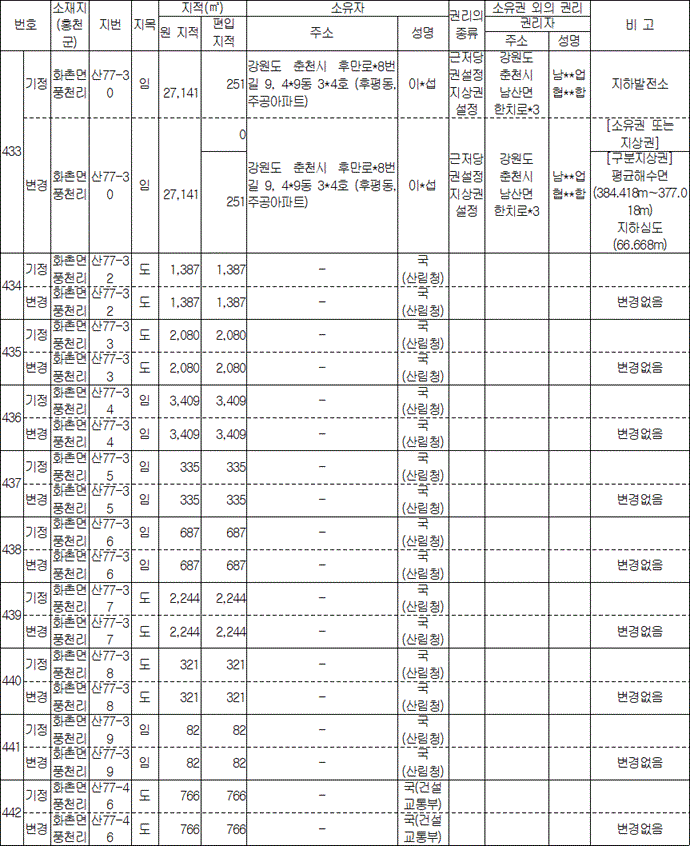 번호 소재지(홍천군) 지번 지목 지적(㎡) 소유자 권리의 종류 소유권 외의 권리 비 고
원 지적 편입 지적 주소 성명 권리자
주소 성명
433 기정 화촌면 풍천리 산77-30 임 27,141 251 강원도 춘천시 후만로*8번길 9, 4*9동 3*4호 (후평동, 주공아파트) 이*섭 근저당권설정 지상권설정 강원도 춘천시 남산면 한치로*3 남**업협**합 지하발전소
변경 화촌면 풍천리 산77-30 임 27,141 0 강원도 춘천시 후만로*8번길 9, 4*9동 3*4호 (후평동, 주공아파트) 이*섭 근저당권설정 지상권설정 강원도 춘천시 남산면 한치로*3 남**업협**합 [소유권 또는 지상권]
251 [구분지상권] 평균해수면 (384.418m~377.018m) 지하심도 (66.668m)
434 기정 화촌면 풍천리 산77-32 도 1,387 1,387 - 국(산림청)
변경 화촌면 풍천리 산77-32 도 1,387 1,387 - 국(산림청) 변경없음
435 기정 화촌면 풍천리 산77-33 도 2,080 2,080 - 국(산림청)
변경 화촌면 풍천리 산77-33 도 2,080 2,080 - 국(산림청) 변경없음
436 기정 화촌면 풍천리 산77-34 임 3,409 3,409 - 국(산림청)
변경 화촌면 풍천리 산77-34 임 3,409 3,409 - 국(산림청) 변경없음
437 기정 화촌면 풍천리 산77-35 임 335 335 - 국(산림청)
변경 화촌면 풍천리 산77-35 임 335 335 - 국(산림청) 변경없음
438 기정 화촌면 풍천리 산77-36 임 687 687 - 국(산림청)
변경 화촌면 풍천리 산77-36 임 687 687 - 국(산림청) 변경없음
439 기정 화촌면 풍천리 산77-37 도 2,244 2,244 - 국(산림청)
변경 화촌면 풍천리 산77-37 도 2,244 2,244 - 국(산림청) 변경없음
440 기정 화촌면 풍천리 산77-38 도 321 321 - 국(산림청)
변경 화촌면 풍천리 산77-38 도 321 321 - 국(산림청) 변경없음
441 기정 화촌면 풍천리 산77-39 임 82 82 - 국(산림청)
변경 화촌면 풍천리 산77-39 임 82 82 - 국(산림청) 변경없음
442 기정 화촌면 풍천리 산77-46 도 766 766 - 국(건설교통부)
변경 화촌면 풍천리 산77-46 도 766 766 - 국(건설교통부) 변경없음